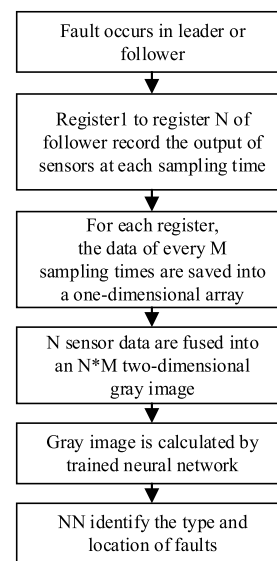 Fault occurs in leader or
follower
Register1 to register N of
follower record the output of
sensors at each sampling time
For each register,
the data of every M
sampling times are saved into
a one-dimensional array
N sensor data are fused into
an N*M two-dimensional
gray image
Gray image is calculated by
trained neural network
NN identify the type and
location of faults